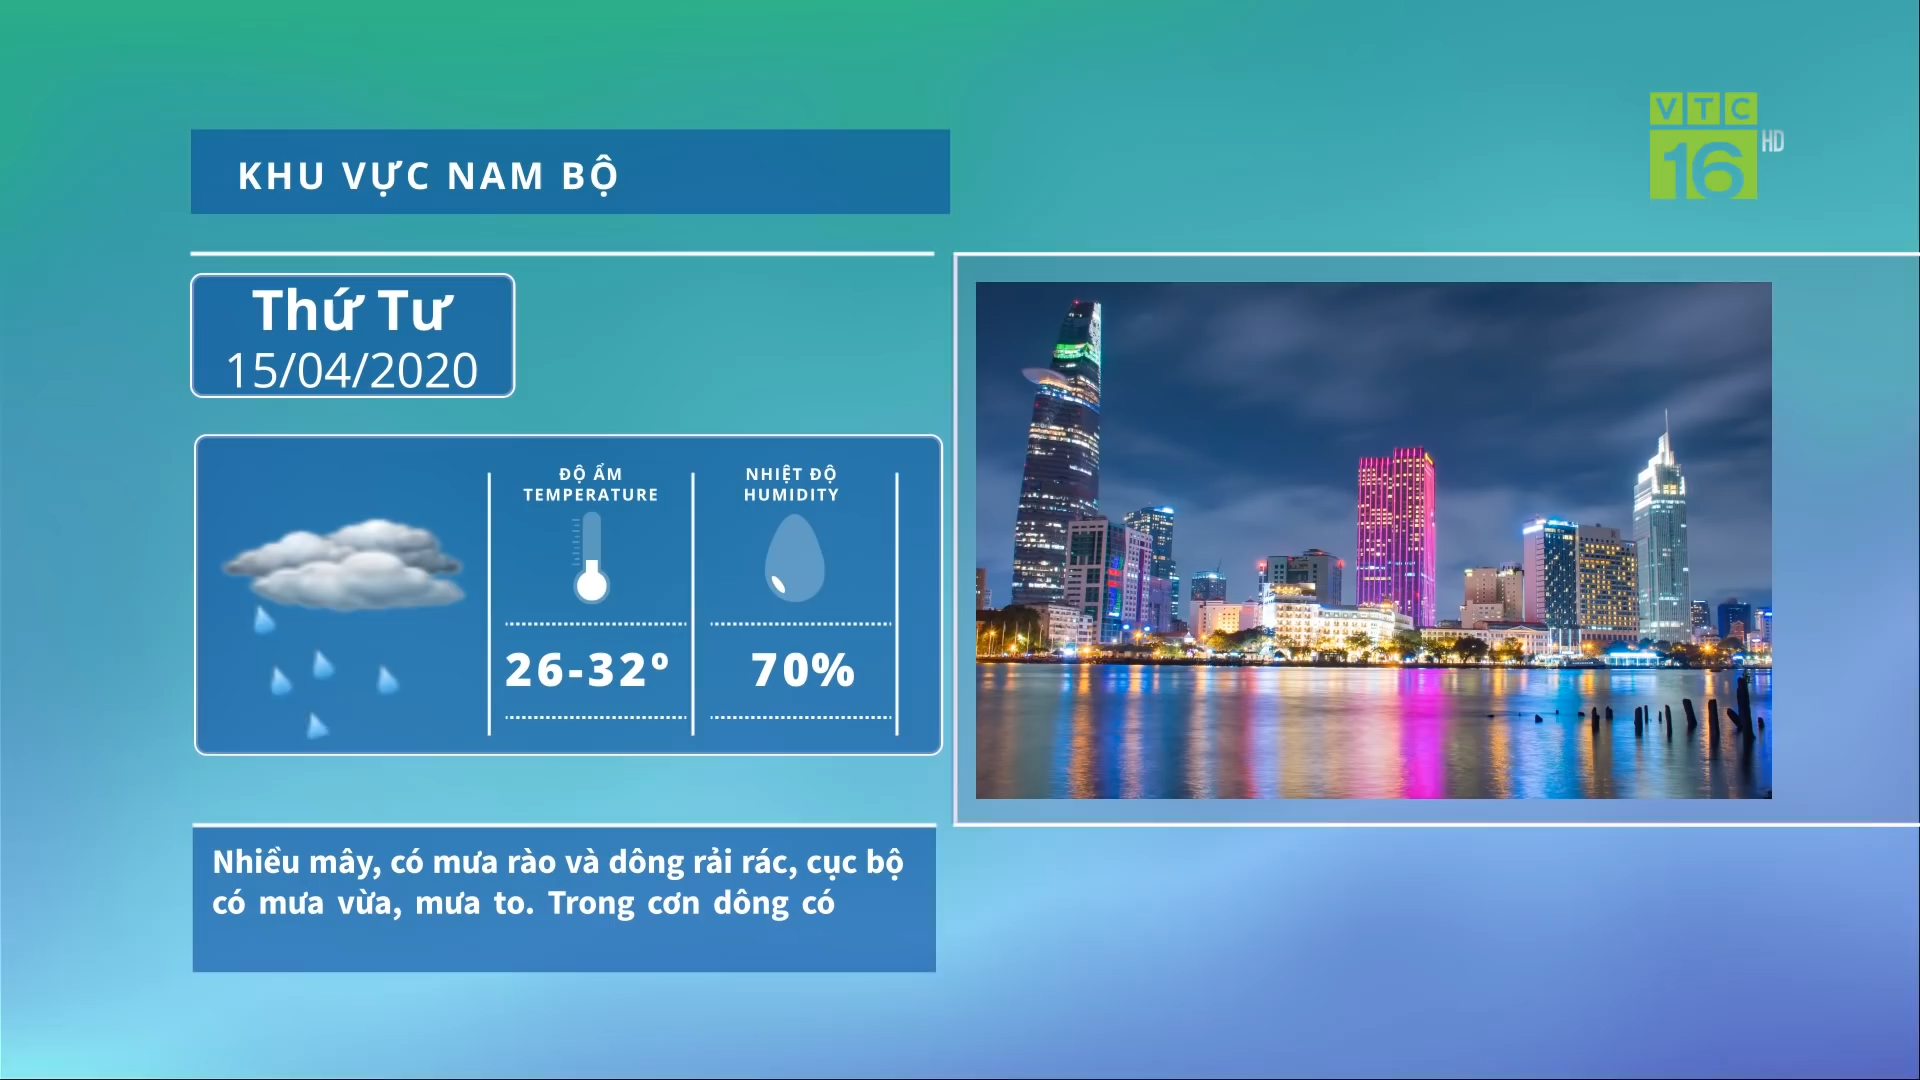 VTC
16 HD
KHU VỰC NAM BỘ
Thứ Tư
15/04/2020
ĐỘ ẨM
TEMPERATURE
26-32º
NHIỆT ĐỘ
HUMIDITY
70%
Nhiều mây, có mưa rào và dông rải rác, cục bộ
có mưa vừa, mưa to. Trong cơn dông có